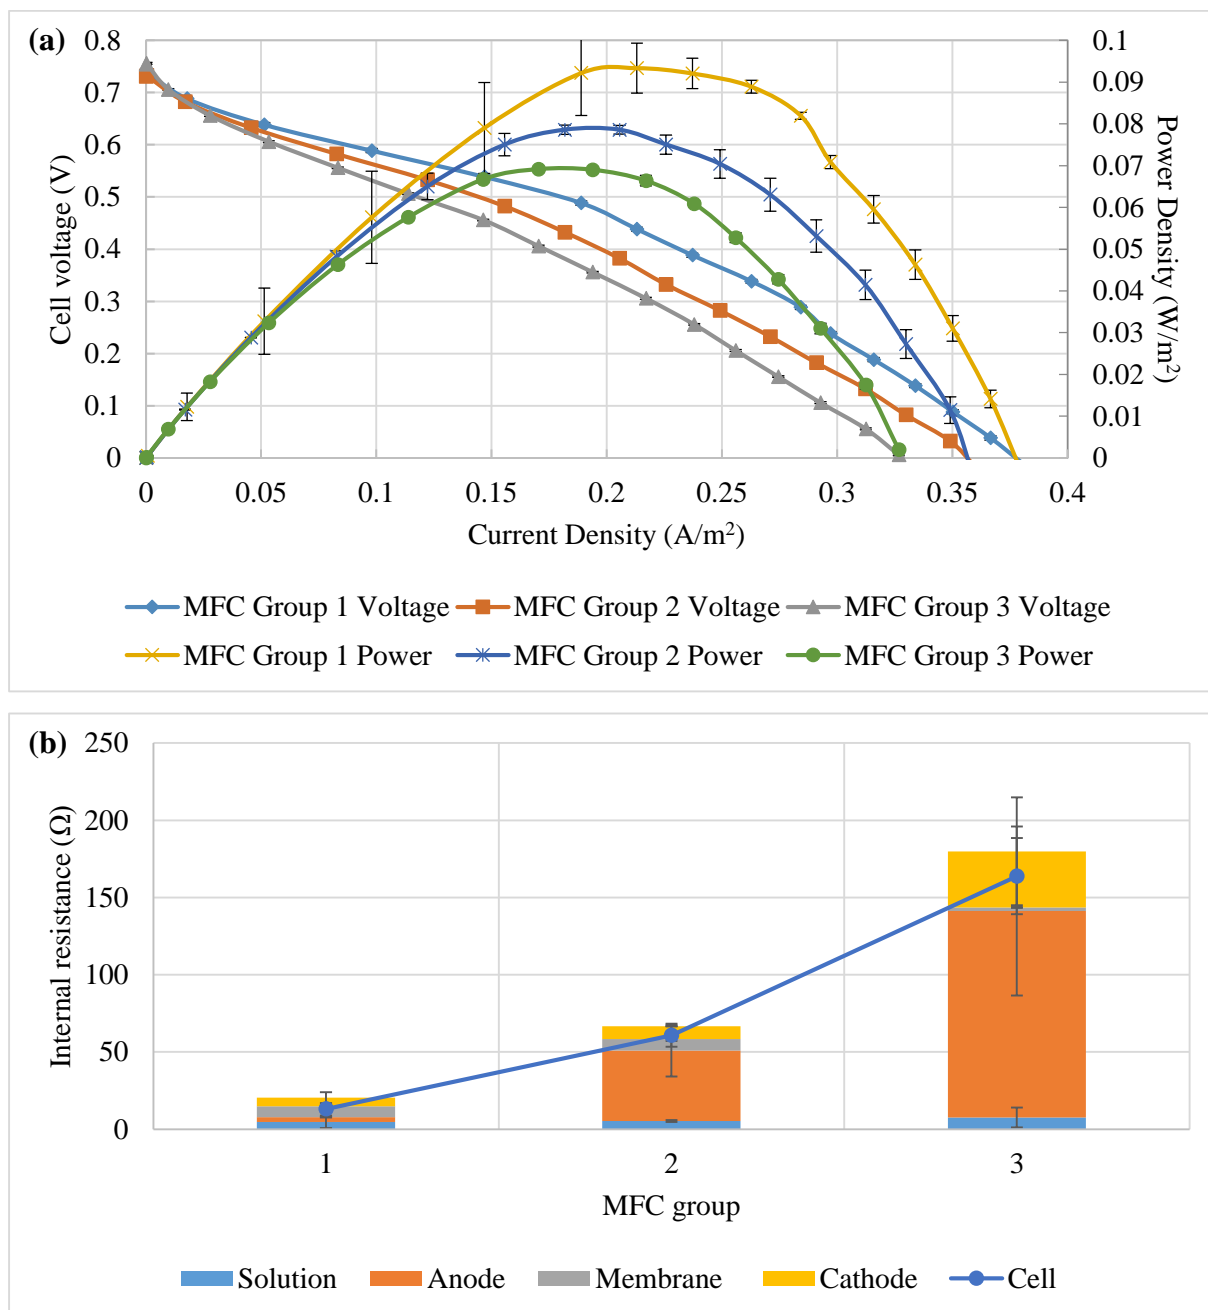 (a)
Cell voltage (V)
0.8
0.7
0.6
0.5
0.4
0.3
0.2
0.1
0
0.1
0.09
0.08
0.07
0.06
0.05
0.04
0.03
0.02
0.01
0
Power Density (W/m²)
0 0.05 0.1 0.15 0.2 0.25 0.3 0.35 0.4
Current Density (A/m²)
MFC Group 1 Voltage MFC Group 2 Voltage MFC Group 3 Voltage
MFC Group 1 Power MFC Group 2 Power MFC Group 3 Power
(b)
Internal resistance (Ω)
250
200
150
100
50
0
1 2 3
MFC group
Solution Anode Membrane Cathode Cell